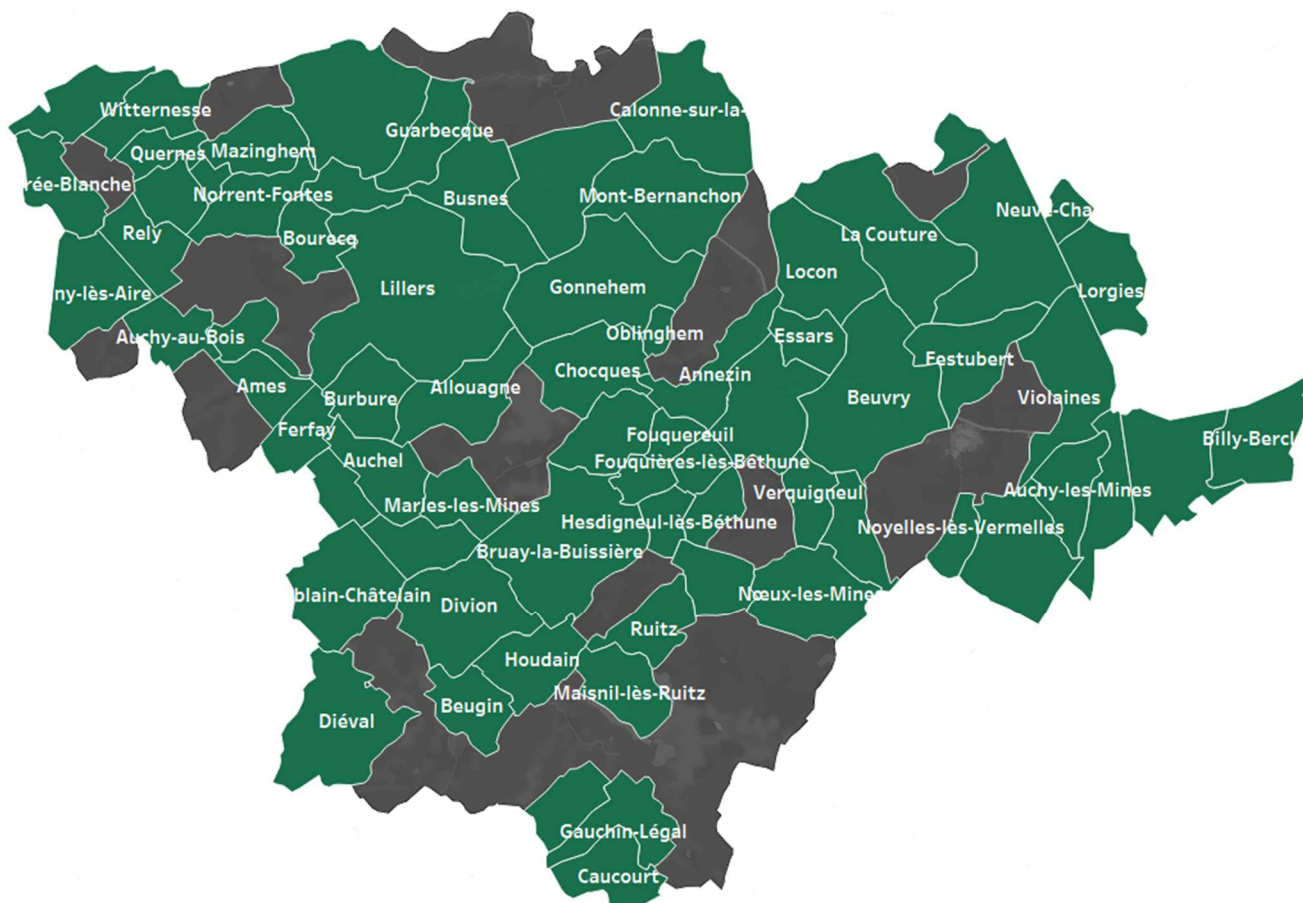 Witternesse
Calonne-sur-la-
Guarbecque
Quernes
Mazinghem
rée-Blanche
Norrent-Fontes
Busnes
Mont-Bernanchon
Neuve-Cha
Rely
Bourecq
La Couture
Locon
ny-lès-Aire
Lillers
Gonnehem
Lorgies
Auchy-au-Bois
Oblinghem
Essars
Festubert
Ames
Burbure
Allouagne
Chocques
Annezin
Beuvry
Violaines
Ferfay
Fouquereuil
Billy-Bercl
Auchel
Fouquières-lès-Béthune
Marles-les-Mines
Verquigneul
Auchy-les-Mines
Hesdigneul-lès-Béthune
Noyelles-lès-Vermelles
Bruay-la-Buissière
blain-Châtelain
Divion
Nœux-les-Mines
Ruitz
Houdain
Maisnil-lès-Ruitz
Beugin
Diéval
Gauchin-Légal
Caucourt